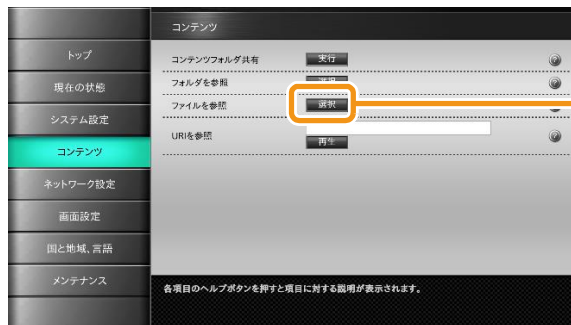 コンテンツ
トップ
現在の状態
システム設定
コンテンツ
ネットワーク設定
画面設定
国と地域、言語
メンテナンス
コンテンツフォルダ共有 実行
フォルダを参照 選択
ファイルを参照 選択
URIを参照
再生
各項目のヘルプボタンを押すと項目に対する説明が表示されます。